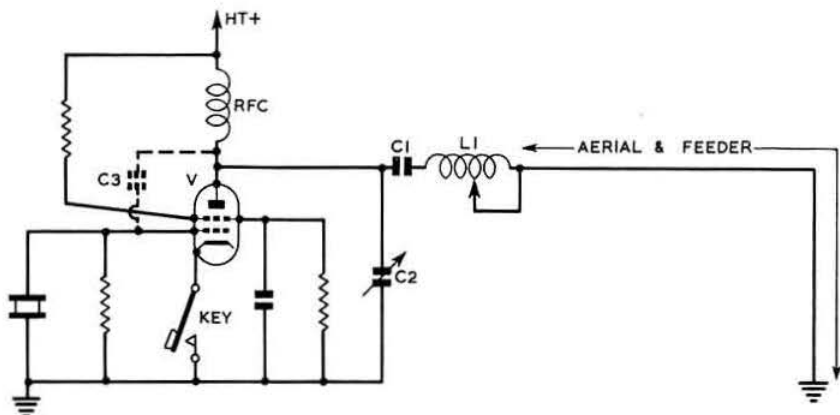 HT+
RFC
C1
L1
AERIAL & FEEDER
C3
V
C2
KEY